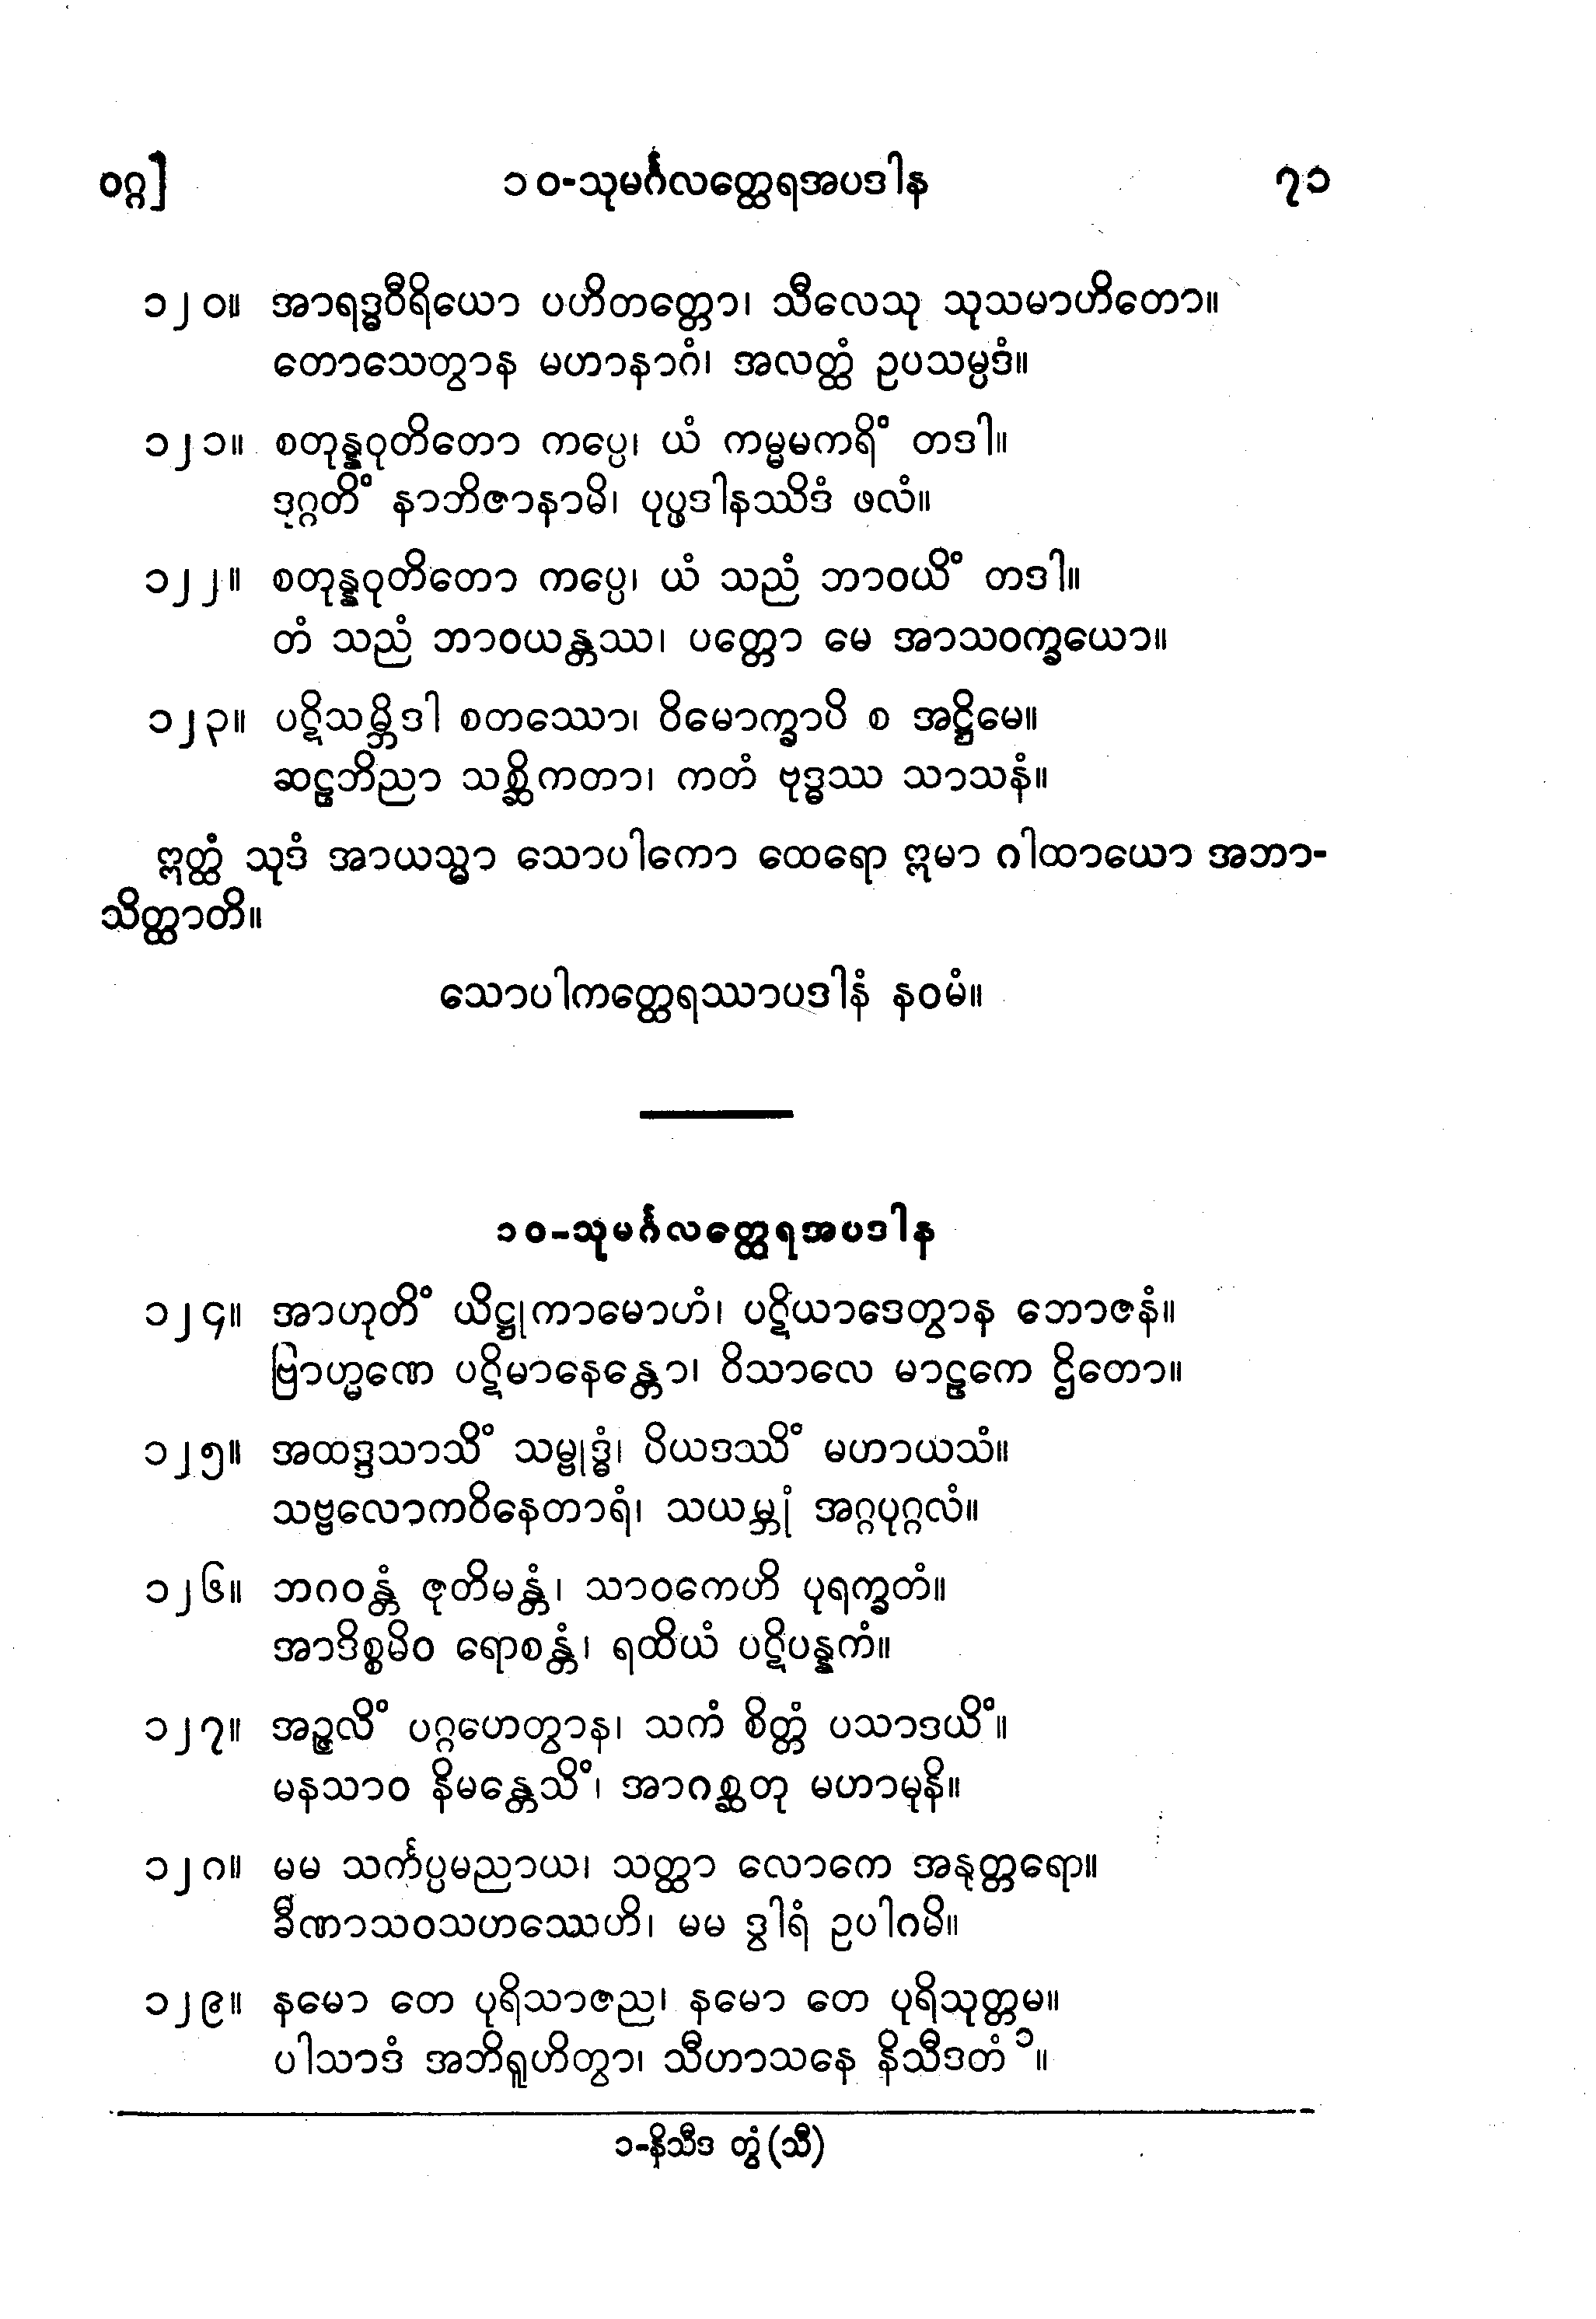 ဝဂ္ဂ] ၁၀-သုမင်္ဂလတ္ထေရအပဒါန ၇၁
၁၂၀။ အာရဒ္ဓဝီရိယော ပဟိတတ္တော၊ သီလေသု သုသမာဟိတော။
တောသေတွာန မဟာနာဂံ၊ အလတ္ထံ ဥပသမ္ပဒံ။
၁၂၁။ စတုန္နဝုတိတော ကပ္ပေ၊ ယံ ကမ္မမကရိံ တဒါ။
ဒုဂ္ဂတိံ နာဘိဇာနာမိ၊ ပုပ္ဖဒါနဿိဒံ ဖလံ။
၁၂၂။ စတုန္နဝုတိတော ကပ္ပေ၊ ယံ သညံ ဘာဝယိံ တဒါ။
တံ သညံ ဘာဝယန္တဿ၊ ပတ္တော မေ အာသဝက္ခယော။
၁၂၃။ ပဋိသမ္ဘိဒါ စတဿော၊ ဝိမောက္ခာပိ စ အဋ္ဌိမေ။
ဆဠဘိညာ သစ္ဆိကတာ၊ ကတံ ဗုဒ္ဓဿ သာသနံ။
ဣတ္ထံ သုဒံ အာယသ္မာ သောပါကော ထေရော ဣမာ ဂါထာယော အဘာ-
သိတ္ထာတိ။
သောပါကတ္ထေရဿာပဒါနံ နဝမံ။
၁၀-သုမင်္ဂလတ္ထေရအပဒါန
၁၂၄။ အာဟုတိံ ယိဋ္ဌုကာမောဟံ၊ ပဋိယာဒေတွာန ဘောဇနံ။
ဗြာဟ္မဏေ ပဋိမာနေန္တော၊ ဝိသာလေ မာဠကေ ဌိတော။
၁၂၅။ အထဒ္ဒသာသိံ သမ္ဗုဒ္ဓံ၊ ပိယဒဿိံ မဟာယသံ။
သဗ္ဗလောကဝိနေတာရံ၊ သယမ္ဘုံ အဂ္ဂပုဂ္ဂလံ။
၁၂၆။ ဘဂဝန္တံ ဇုတိမန္တံ၊ သာဝကေဟိ ပုရက္ခတံ။
အာဒိစ္စမိဝ ရောစန္တံ၊ ရထိယံ ပဋိပန္နကံ။
၁၂၇။ အဉ္ဇလိံ ပဂ္ဂဟေတွာန၊ သကံ စိတ္တံ ပသာဒယိံ။
မနသာဝ နိမန္တေသိံ၊ အာဂစ္ဆတု မဟာမုနိ။
၁၂၈။ မမ သင်္ကပ္ပမညာယ၊ သတ္ထာ လောကေ အနုတ္တရော။
ခီဏာသဝသဟဿေဟိ၊ မမ ဒွါရံ ဥပါဂမိ။
၁၂၉။ နမော တေ ပုရိသာဇည၊ နမော တေ ပုရိသုတ္တမ။
ပါသာဒံ အဘိရူဟိတွာ၊ သီဟာသနေ နိသီဒတံ ၁။
၁-နိသီဒ တွံ (သီ)